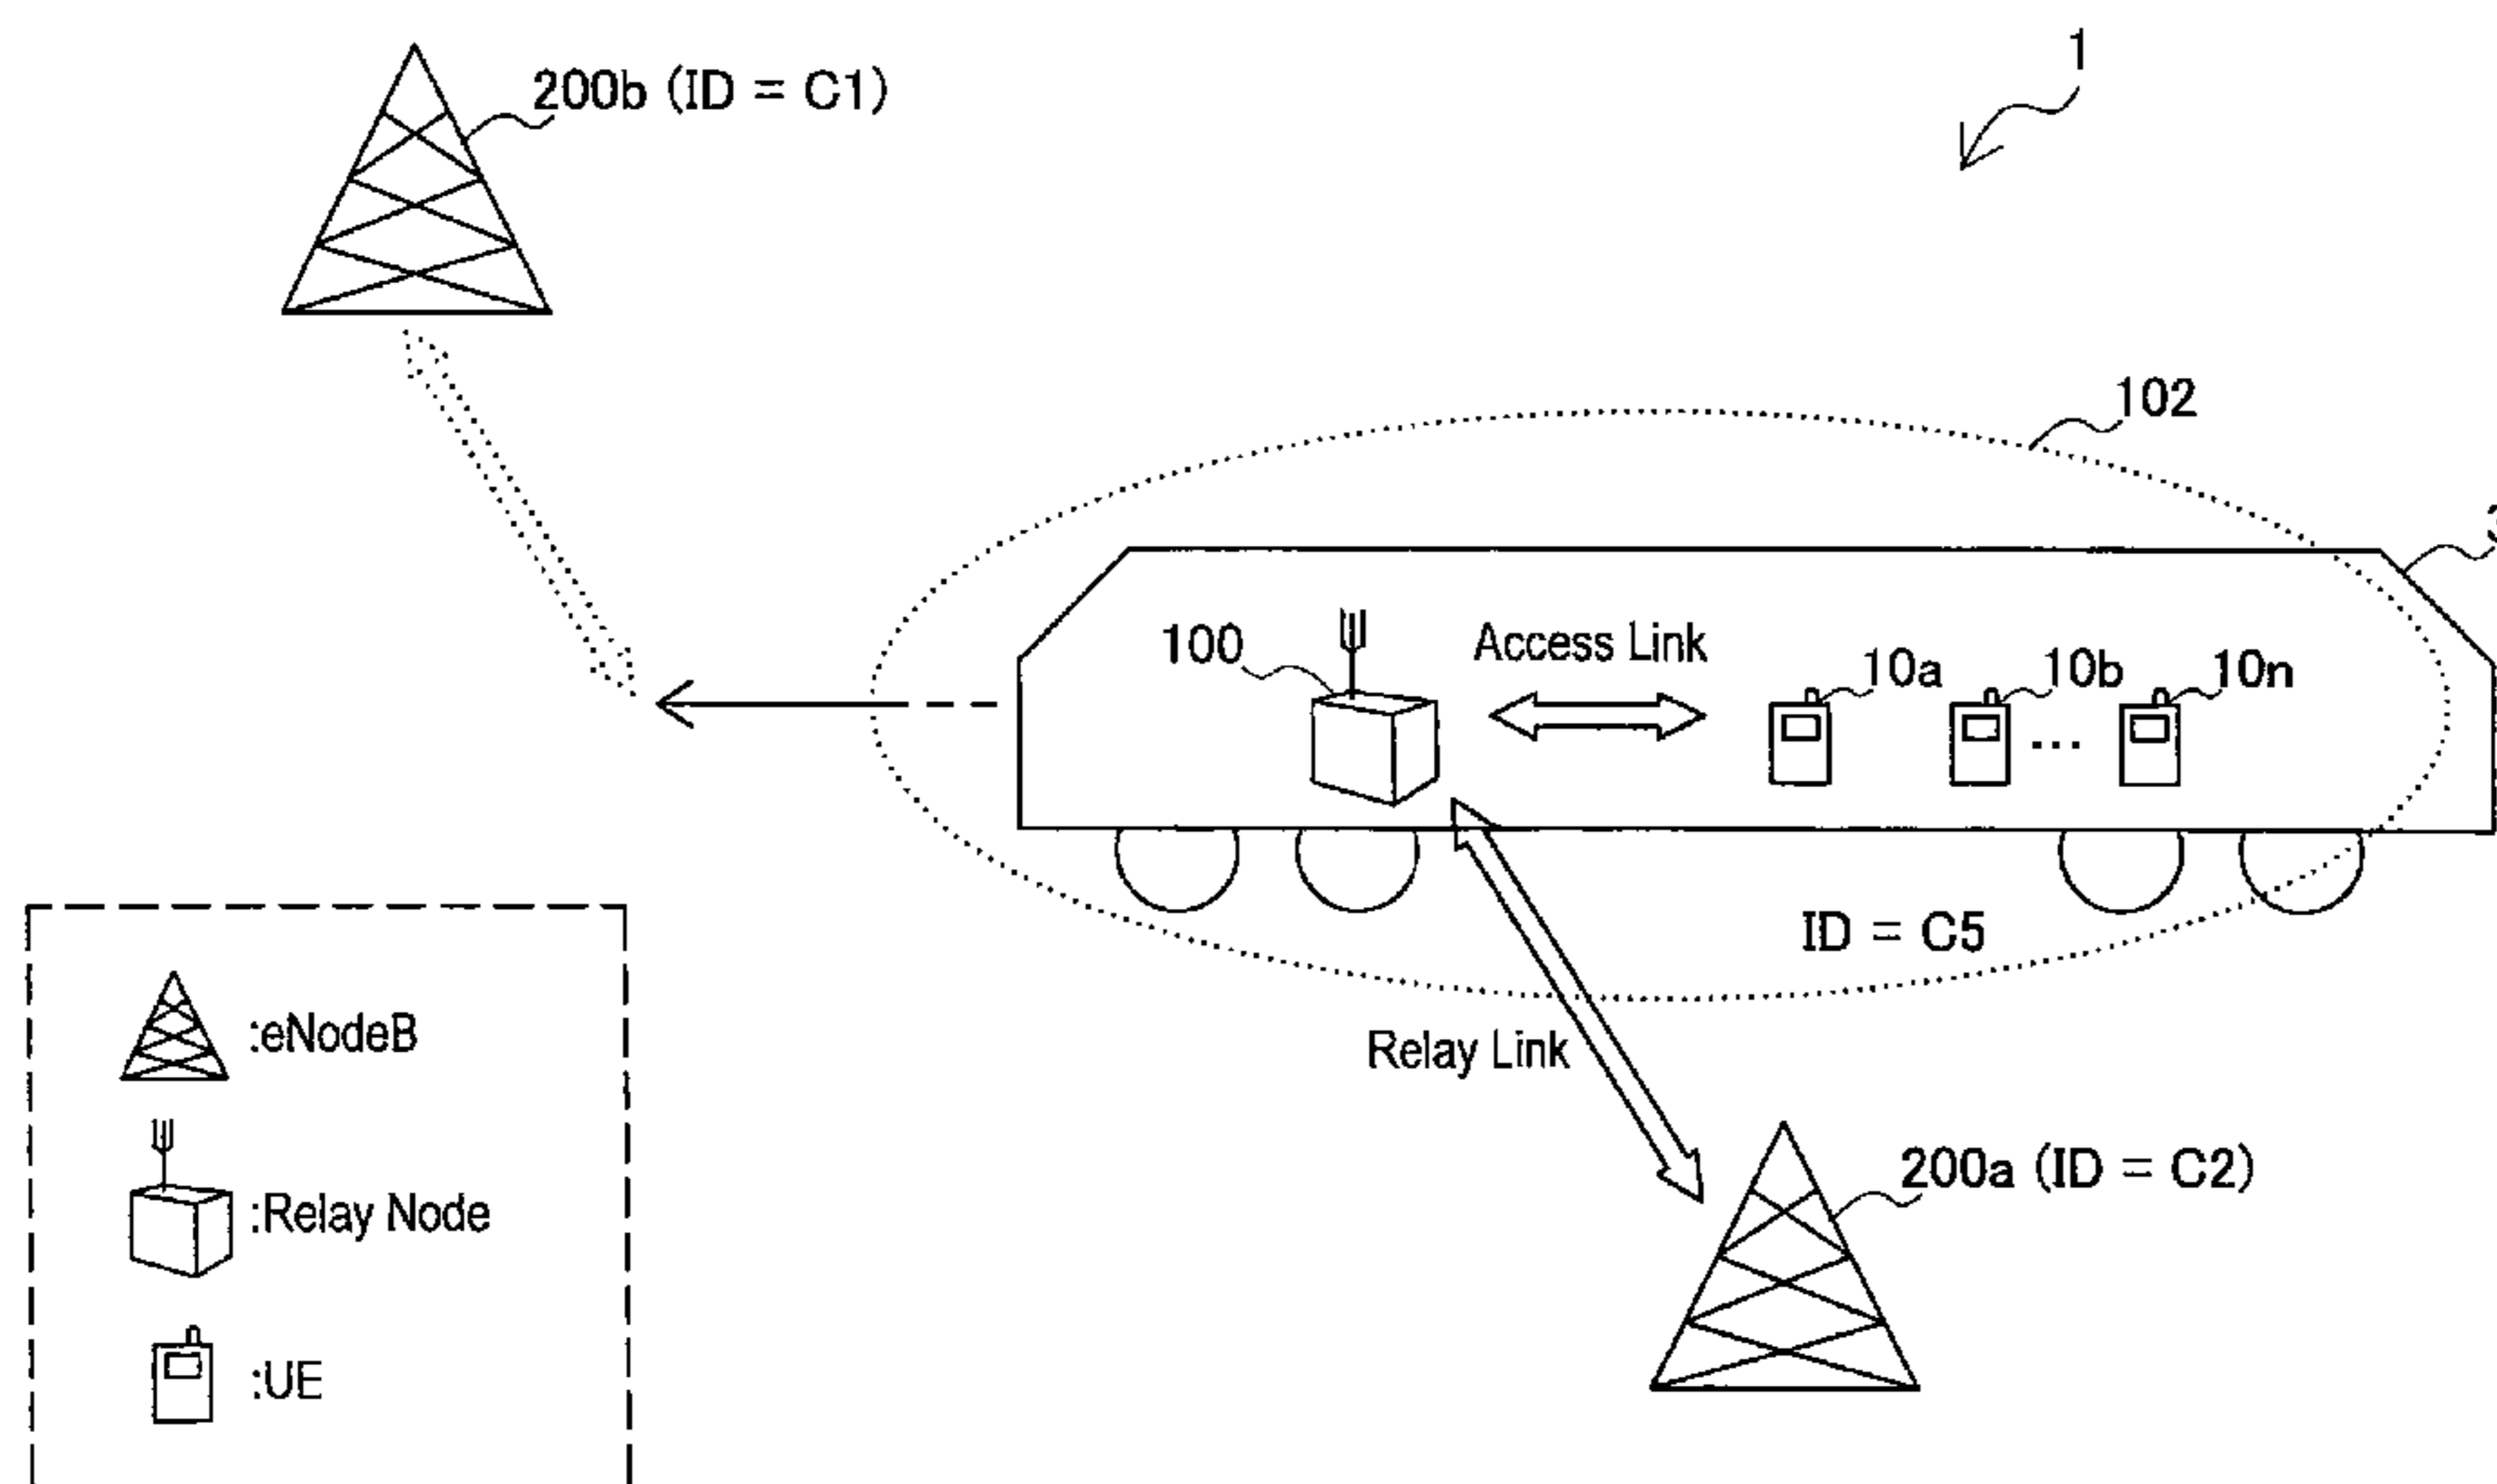 1
200b (ID = C1)
102
100
Access Link
10a
10b
10n
...
ID = C5
Relay Link
200a (ID = C2)
:eNodeB
:Relay Node
:UE